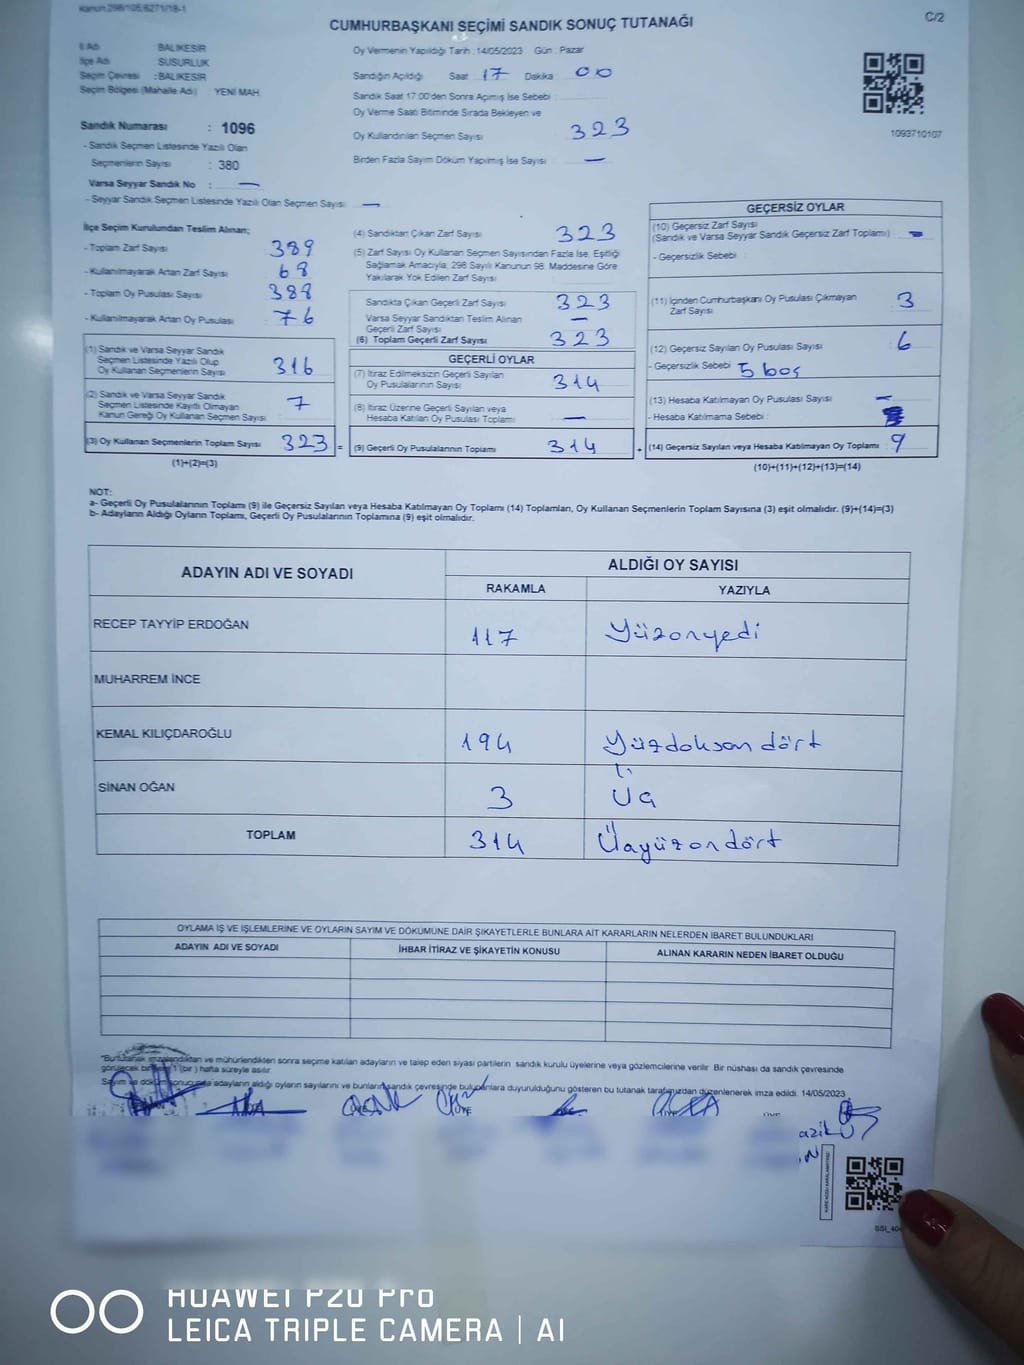 Kanun:298/105,6271/18-1
C/2
CUMHURBAŞKANI SEÇİMİ SANDIK SONUÇ TUTANAĞI
İl Adı : BALIKESİR
İlçe Adı : SUSURLUK
Seçim Çevresi : BALIKESİR
Seçim Bölgesi (Mahalle Adı) : YENİ MAH.
Sandık Numarası : 1096
- Sandık Seçmen Listesinde Yazılı Olan
Seçmenlerin Sayısı : 380
Varsa Seyyar Sandık No : —
- Seyyar Sandık Seçmen Listesinde Yazılı Olan Seçmen Sayısı : —
Oy Vermenin Yapıldığı Tarih : 14/05/2023 Gün : Pazar
Sandığın Açıldığı Saat : 17 Dakika : 00
Sandık Saat 17:00'den Sonra Açılmış İse Sebebi :
Oy Verme Saati Bitiminde Sırada Bekleyen ve
Oy Kullandırılan Seçmen Sayısı 323
Birden Fazla Sayım Döküm Yapılmış İse Sayısı : —
1093710107
İlçe Seçim Kurulundan Teslim Alınan;
- Toplam Zarf Sayısı : 389
- Kullanılmayarak Artan Zarf Sayısı : 68
- Toplam Oy Pusulası Sayısı : 388
- Kullanılmayarak Artan Oy Pusulası : 76
(1) Sandık ve Varsa Seyyar Sandık
Seçmen Listesinde Yazılı Olup
Oy Kullanan Seçmenlerin Sayısı 316
(2) Sandık ve Varsa Seyyar Sandık
Seçmen Listesinde Kayıtlı Olmayan
Kanun Gereği Oy Kullanan Seçmen Sayısı 7
(3) Oy Kullanan Seçmenlerin Toplam Sayısı 323 =
(1)+(2)=(3)
(4) Sandıktan Çıkan Zarf Sayısı : 323
(5) Zarf Sayısı Oy Kullanan Seçmen Sayısından Fazla İse, Eşitliği
Sağlamak Amacıyla, 298 Sayılı Kanunun 98. Maddesine Göre
Yakılarak Yok Edilen Zarf Sayısı :
Sandıkta Çıkan Geçerli Zarf Sayısı : 323
Varsa Seyyar Sandıktan Teslim Alınan
Geçerli Zarf Sayısı : —
(6) Toplam Geçerli Zarf Sayısı : 323
GEÇERLİ OYLAR
(7) İtiraz Edilmeksizin Geçerli Sayılan
Oy Pusulalarının Sayısı : 314
(8) İtiraz Üzerine Geçerli Sayılan veya
Hesaba Katılan Oy Pusulası Toplamı : —
(9) Geçerli Oy Pusulalarının Toplamı 314 +
GEÇERSİZ OYLAR
(10) Geçersiz Zarf Sayısı
(Sandık ve Varsa Seyyar Sandık Geçersiz Zarf Toplamı) : —
- Geçersizlik Sebebi :
(11) İçinden Cumhurbaşkanı Oy Pusulası Çıkmayan
Zarf Sayısı : 3
(12) Geçersiz Sayılan Oy Pusulası Sayısı : 6
- Geçersizlik Sebebi 5 boş
(13) Hesaba Katılmayan Oy Pusulası Sayısı : —
- Hesaba Katılmama Sebebi :
(14) Geçersiz Sayılan veya Hesaba Katılmayan Oy Toplamı : 9
(10)+(11)+(12)+(13)=(14)
NOT:
a- Geçerli Oy Pusulalarının Toplamı (9) ile Geçersiz Sayılan veya Hesaba Katılmayan Oy Toplamı (14) Toplamları, Oy Kullanan Seçmenlerin Toplam Sayısına (3) eşit olmalıdır. (9)+(14)=(3)
b- Adayların Aldığı Oyların Toplamı, Geçerli Oy Pusulalarının Toplamına (9) eşit olmalıdır.
ADAYIN ADI VE SOYADI
ALDIĞI OY SAYISI
RAKAMLA YAZIYLA
RECEP TAYYİP ERDOĞAN 117 Yüzonyedi
MUHARREM İNCE
KEMAL KILIÇDAROĞLU 194 Yüzdoksan dört
SİNAN OĞAN 3 Üç
TOPLAM 314 Üçyüzondört
OYLAMA İŞ VE İŞLEMLERİNE VE OYLARIN SAYIM VE DÖKÜMÜNE DAİR ŞİKAYETLERLE BUNLARA AİT KARARLARIN NELERDEN İBARET BULUNDUKLARI
ADAYIN ADI VE SOYADI İHBAR İTİRAZ VE ŞİKAYETİN KONUSU ALINAN KARARIN NEDEN İBARET OLDUĞU
*Bu tutanak imzalandıktan ve mühürlendikten sonra seçime katılan adayların ve talep eden siyasi partilerin sandık kurulu üyelerine veya gözlemcilerine verilir. Bir nüshası da sandık çevresinde
görülecek bir yere 1 (bir) hafta süreyle asılır.
Sayım ve döküm sonucunda adayların aldığı oyların sayılarını ve bunların sandık çevresinde bulunanlara duyurulduğunu gösteren bu tutanak tarafımızdan düzenlenerek imza edildi. 14/05/2023
HUAWEI P20 Pro
LEICA TRIPLE CAMERA | AI